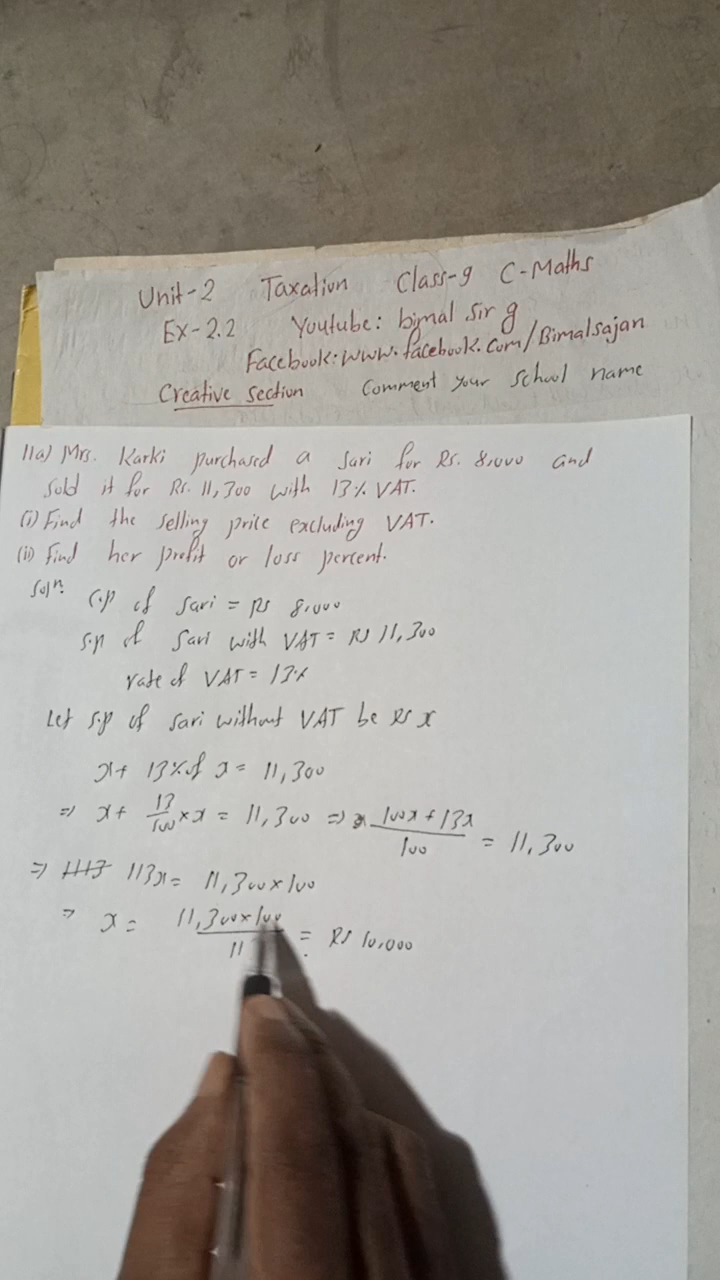 Unit-2 Taxation Class-9 C-Maths
Ex-2.2 Youtube: bimal sir g
Facebook: www.facebook.com/Bimalsajan
Creative section Comment your school name
11a) Mrs. Karki purchased a sari for Rs. 8,000 and
sold it for Rs. 11,300 with 13% VAT.
(i) Find the selling price excluding VAT.
(ii) Find her profit or loss percent.
Soln: C.p of sari = Rs 8,000
s.p of sari with VAT = Rs 11,300
rate of VAT = 13%
Let s.p of sari without VAT be Rs x
x + 13% of x = 11,300
⇒ x + 13/100 × x = 11,300 ⇒ 100x + 13x / 100 = 11,300
⇒ 113x = 11,300 × 100
⇒ x = 11,300 × 100 / 11 = Rs 10,000